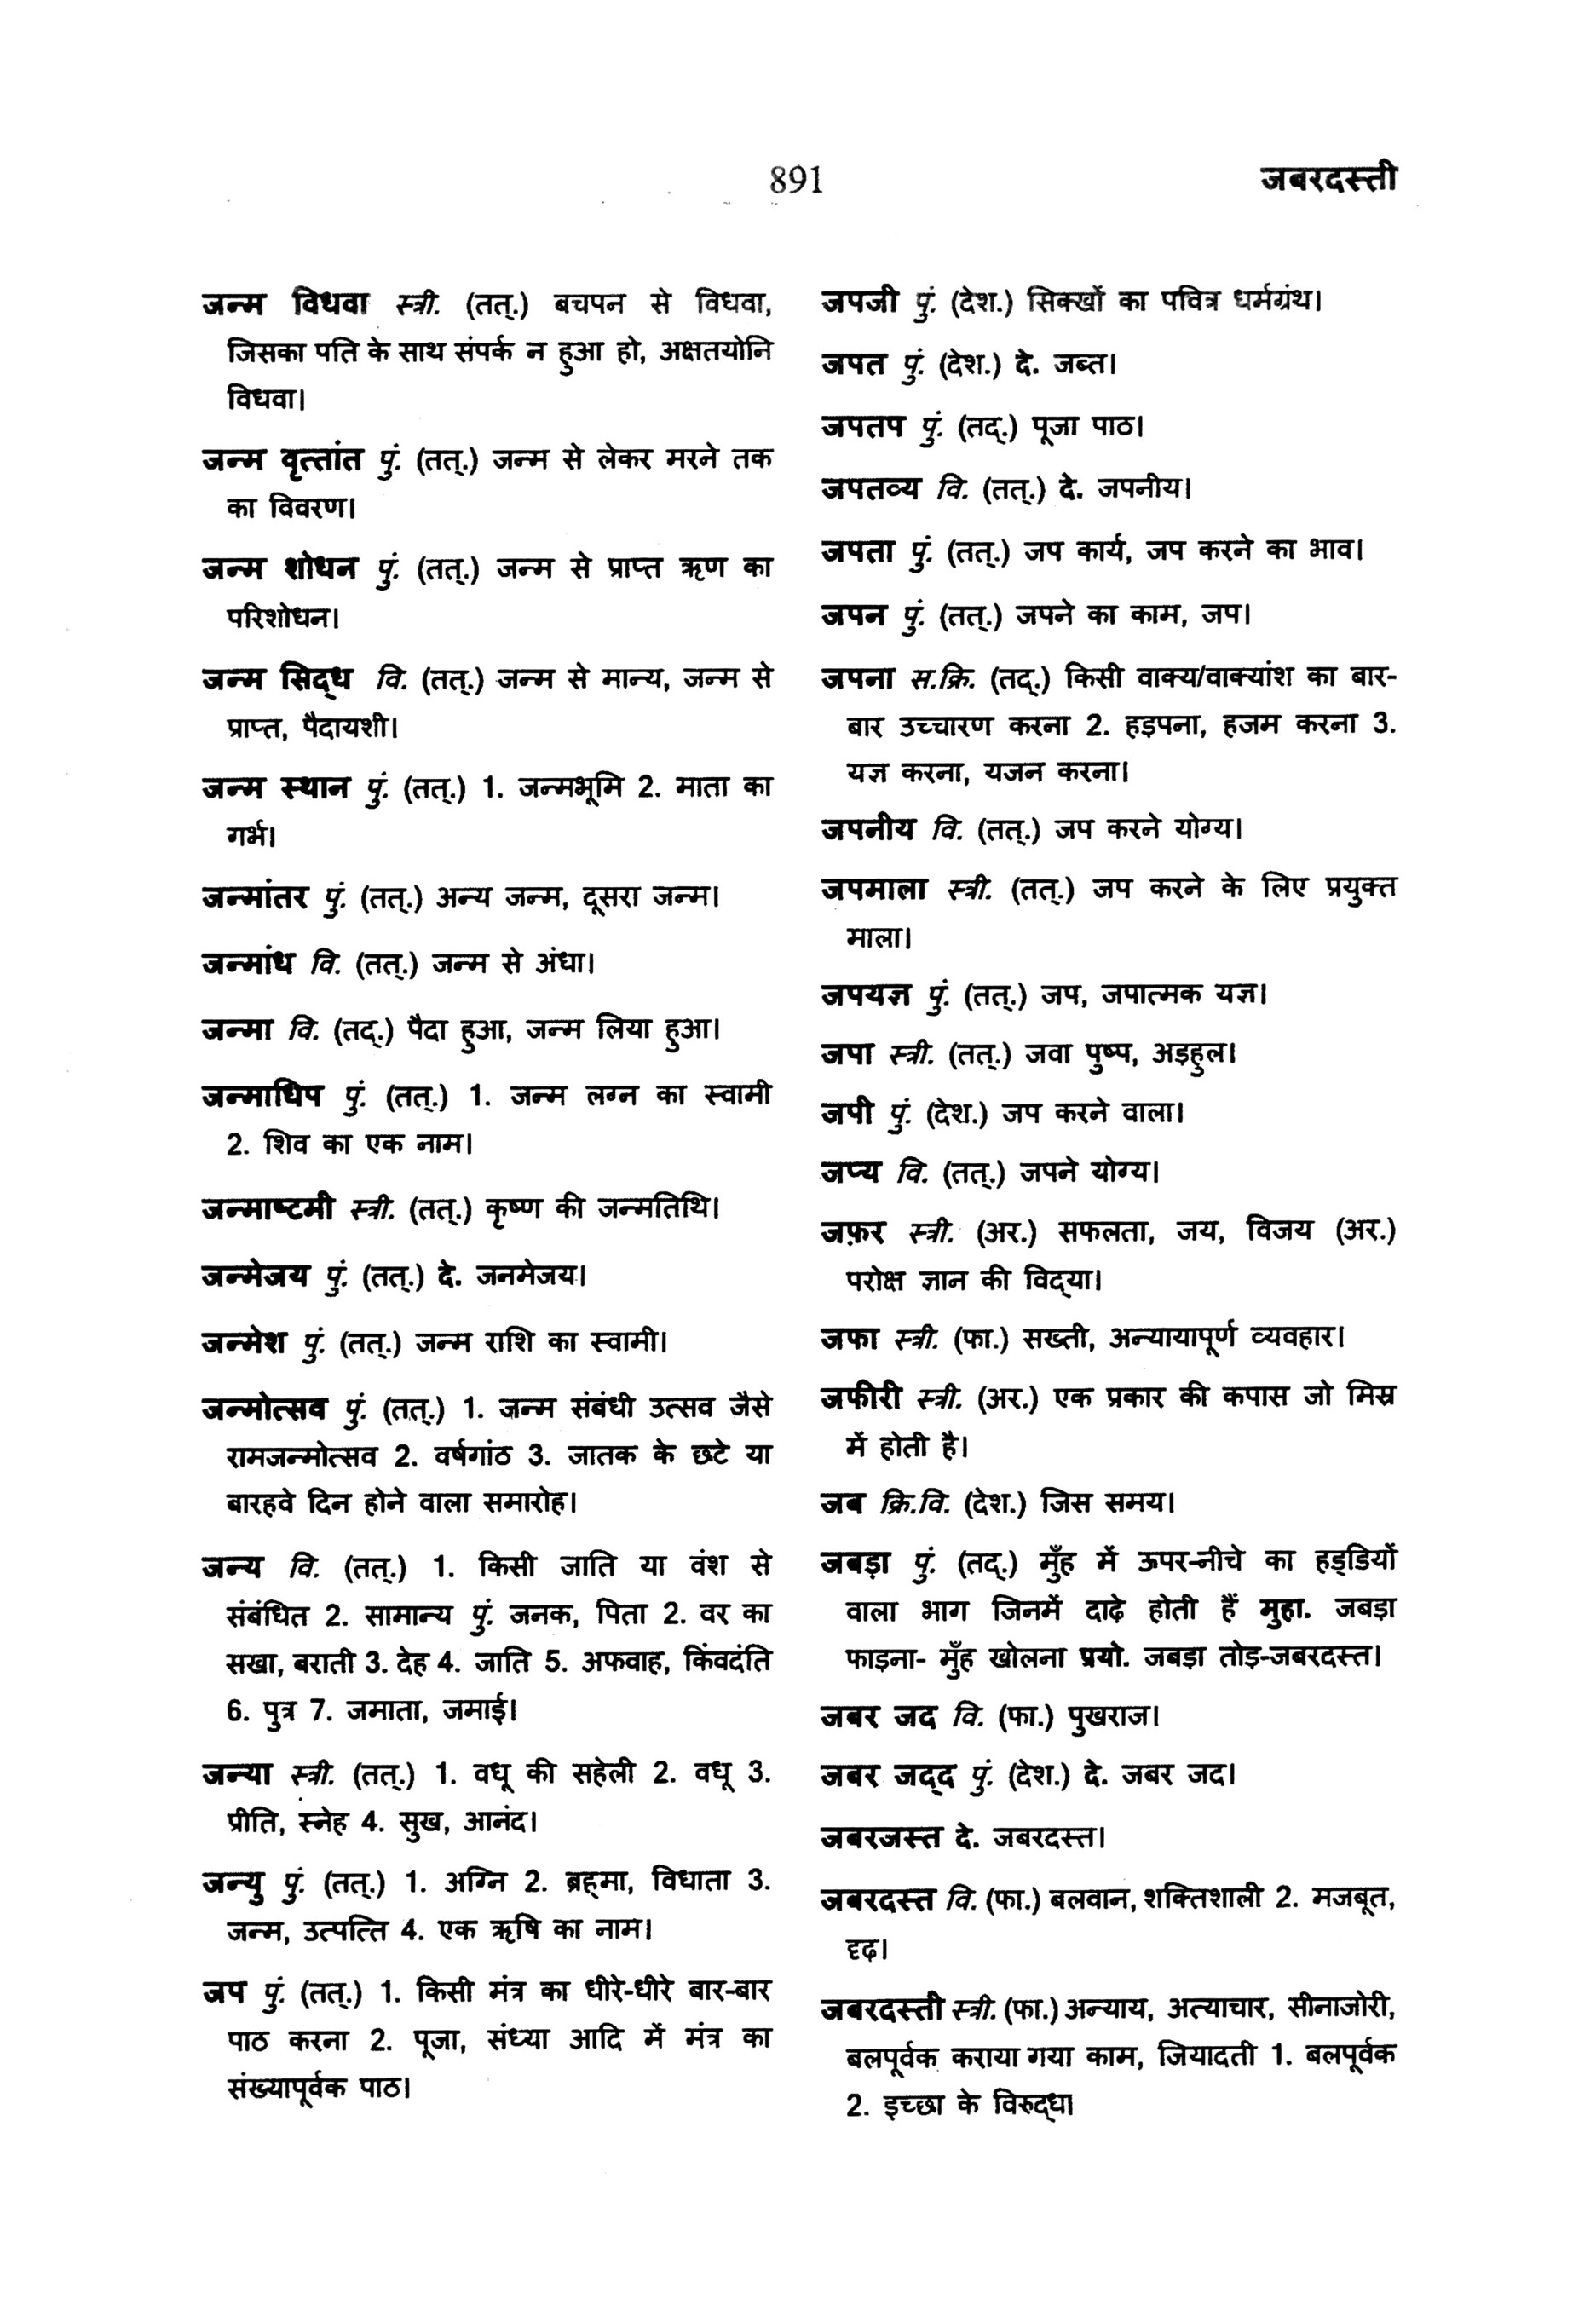 891
जबरदस्ती
जन्म विधवा स्त्री. (तत्.) बचपन से विधवा,
जिसका पति के साथ संपर्क न हुआ हो, अक्षतयोनि
विधवा।
जन्म वृत्तांत पुं. (तत्.) जन्म से लेकर मरने तक
का विवरण।
जन्म शोधन पुं. (तत्.) जन्म से प्राप्त ऋण का
परिशोधन।
जन्म सिद्ध वि. (तत्.) जन्म से मान्य, जन्म से
प्राप्त, पैदायशी।
जन्म स्थान पुं. (तत्.) 1. जन्मभूमि 2. माता का
गर्भ।
जन्मांतर पुं. (तत्.) अन्य जन्म, दूसरा जन्म।
जन्मांध वि. (तत्.) जन्म से अंधा।
जन्मा वि. (तद्.) पैदा हुआ, जन्म लिया हुआ।
जन्माधिप पुं. (तत्.) 1. जन्म लग्न का स्वामी
2. शिव का एक नाम।
जन्माष्टमी स्त्री. (तत्.) कृष्ण की जन्मतिथि।
जन्मेजय पुं. (तत्.) दे. जनमेजय।
जन्मेश पुं. (तत्.) जन्म राशि का स्वामी।
जन्मोत्सव पुं. (तत्.) 1. जन्म संबंधी उत्सव जैसे
रामजन्मोत्सव 2. वर्षगांठ 3. जातक के छटे या
बारहवे दिन होने वाला समारोह।
जन्य वि. (तत्.) 1. किसी जाति या वंश से
संबंधित 2. सामान्य पुं. जनक, पिता 2. वर का
सखा, बराती 3. देह 4. जाति 5. अफवाह, किंवदंति
6. पुत्र 7. जमाता, जमाई।
जन्या स्त्री. (तत्.) 1. वधू की सहेली 2. वधू 3.
प्रीति, स्नेह 4. सुख, आनंद।
जन्यु पुं. (तत्.) 1. अग्नि 2. ब्रह्मा, विधाता 3.
जन्म, उत्पत्ति 4. एक ऋषि का नाम।
जप पुं. (तत्.) 1. किसी मंत्र का धीरे-धीरे बार-बार
पाठ करना 2. पूजा, संध्या आदि में मंत्र का
संख्यापूर्वक पाठ।
जपजी पुं. (देश.) सिक्खों का पवित्र धर्मग्रंथ।
जपत पुं. (देश.) दे. जब्त।
जपतप पुं. (तद्.) पूजा पाठ।
जपतव्य वि. (तत्.) दे. जपनीय।
जपता पुं. (तत्.) जप कार्य, जप करने का भाव।
जपन पुं. (तत्.) जपने का काम, जप।
जपना स.क्रि. (तद्.) किसी वाक्य/वाक्यांश का बार-
बार उच्चारण करना 2. हड़पना, हजम करना 3.
यज्ञ करना, यजन करना।
जपनीय वि. (तत्.) जप करने योग्य।
जपमाला स्त्री. (तत्.) जप करने के लिए प्रयुक्त
माला।
जपयज्ञ पुं. (तत्.) जप, जपात्मक यज्ञ।
जपा स्त्री. (तत्.) जवा पुष्प, अड़हुल।
जपी पुं. (देश.) जप करने वाला।
जप्य वि. (तत्.) जपने योग्य।
जफ़र स्त्री. (अर.) सफलता, जय, विजय (अर.)
परोक्ष ज्ञान की विद्या।
जफा स्त्री. (फा.) सख्ती, अन्यायापूर्ण व्यवहार।
जफीरी स्त्री. (अर.) एक प्रकार की कपास जो मिस्र
में होती है।
जब क्रि.वि. (देश.) जिस समय।
जबड़ा पुं. (तद्.) मुँह में ऊपर-नीचे का हड्डियों
वाला भाग जिनमें दाढ़े होती हैं मुहा. जबड़ा
फाड़ना- मुँह खोलना प्रयो. जबड़ा तोड़-जबरदस्त।
जबर जद वि. (फा.) पुखराज।
जबर जद्द पुं. (देश.) दे. जबर जद।
जबरजस्त दे. जबरदस्त।
जबरदस्त वि. (फा.) बलवान, शक्तिशाली 2. मजबूत,
दृढ़।
जबरदस्ती स्त्री. (फा.) अन्याय, अत्याचार, सीनाजोरी,
बलपूर्वक कराया गया काम, जियादती 1. बलपूर्वक
2. इच्छा के विरुद्ध।